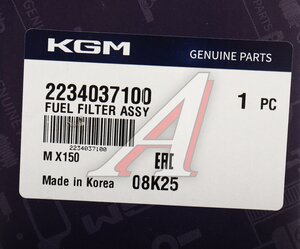 KGM
GENUINE PARTS
2234037100
1 PC
FUEL FILTER ASSY
2234037100
M X150
EAC
Made in Korea 08K25